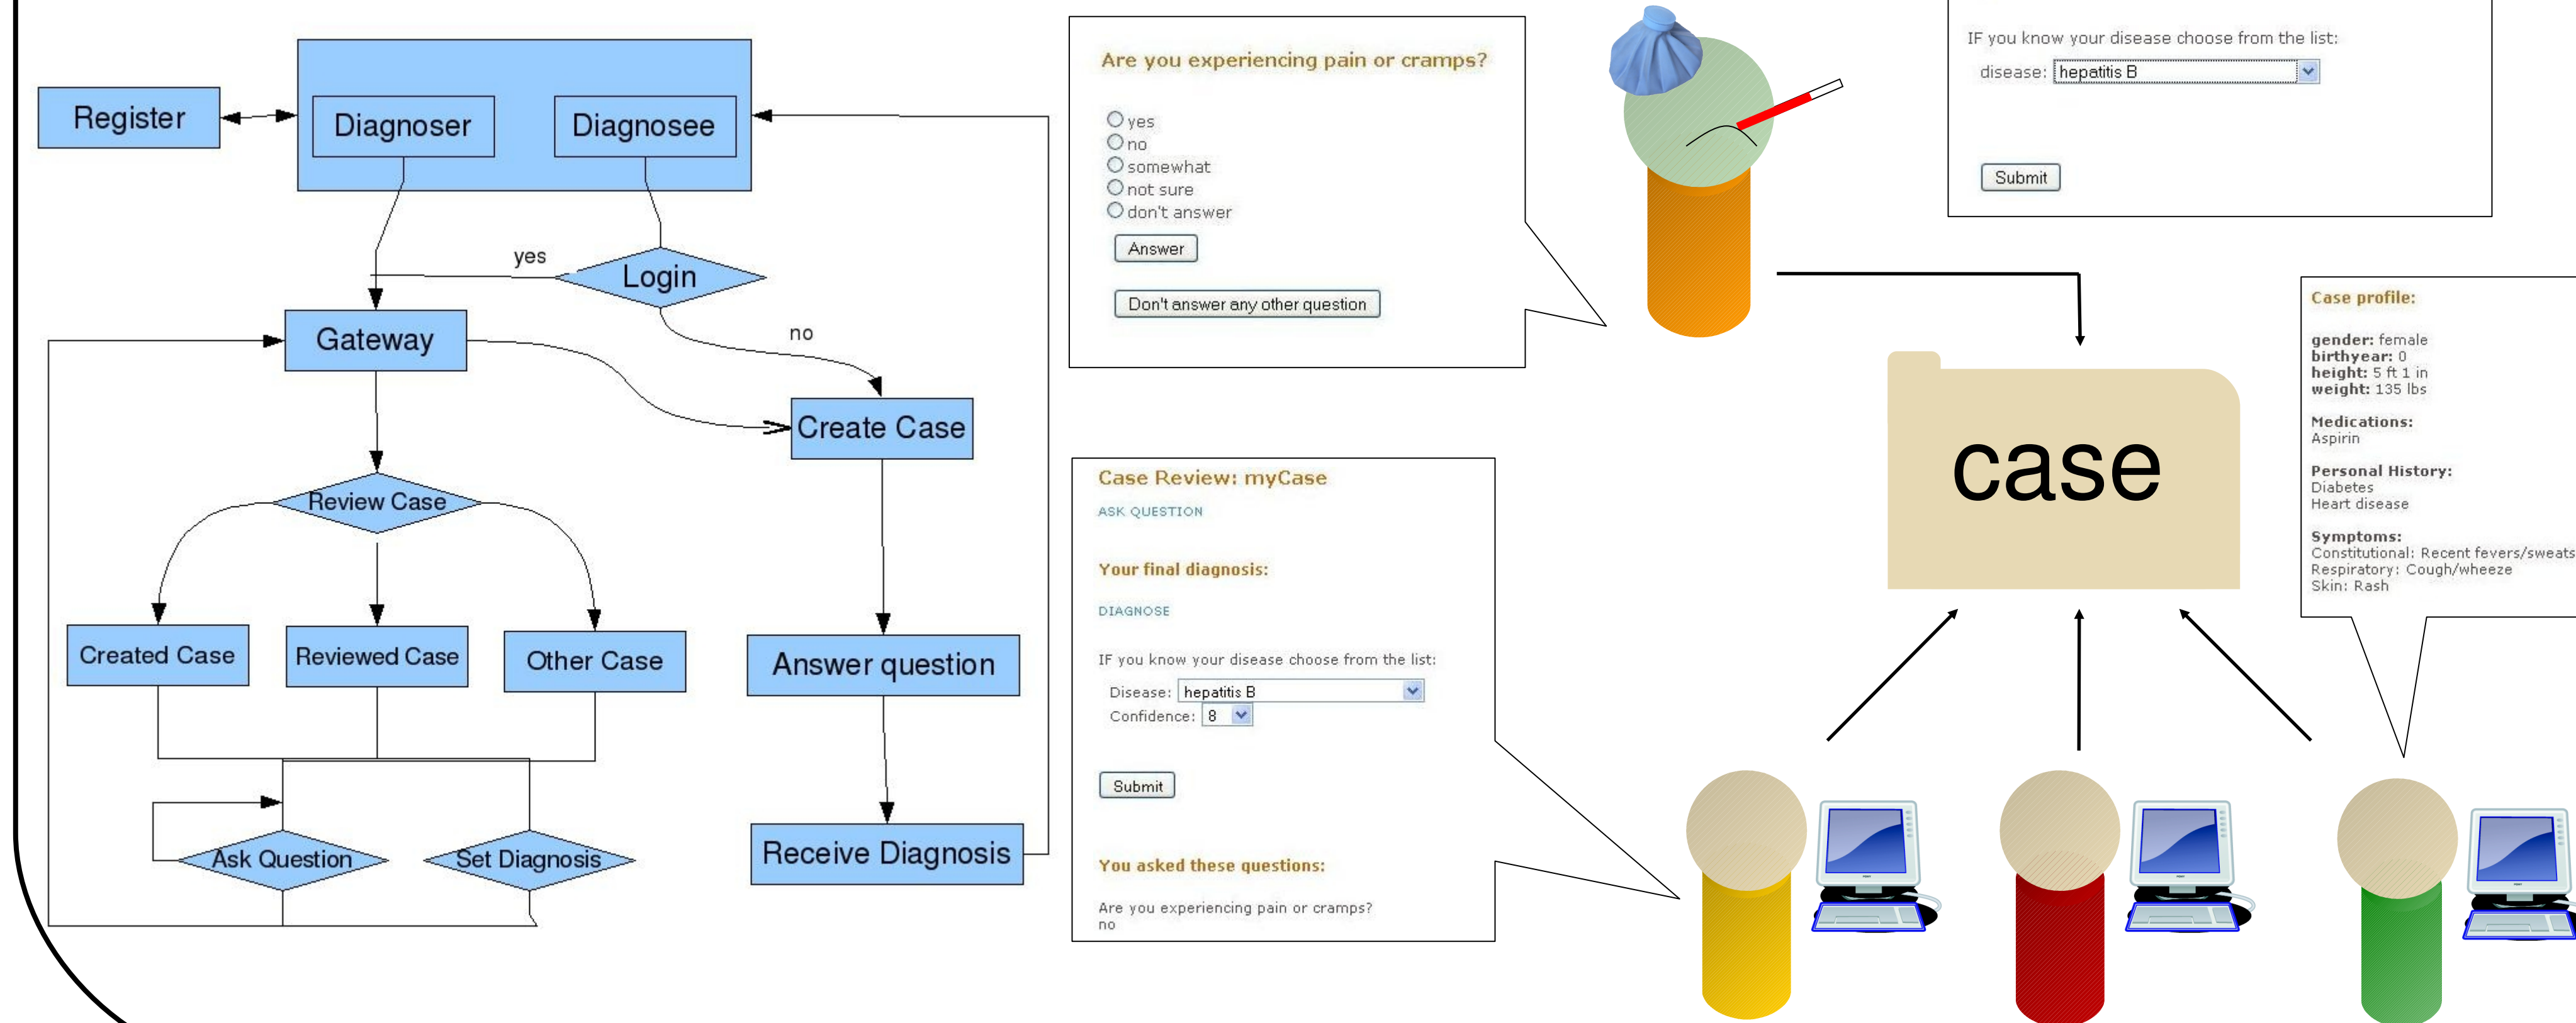 Register
Diagnoser
Diagnosee
yes
Login
Gateway
no
Create Case
Review Case
Created Case
Reviewed Case
Other Case
Answer question
Ask Question
Set Diagnosis
Receive Diagnosis
Are you experiencing pain or cramps?
yes
no
somewhat
not sure
don't answer
Answer
Don't answer any other question
Case Review: myCase
ASK QUESTION
Your final diagnosis:
DIAGNOSE
IF you know your disease choose from the list:
Disease: hepatitis B
Confidence: 8
Submit
You asked these questions:
Are you experiencing pain or cramps?
no
IF you know your disease choose from the list:
disease: hepatitis B
Submit
case
Case profile:
gender: female
birthyear: 0
height: 5 ft 1 in
weight: 135 lbs
Medications:
Aspirin
Personal History:
Diabetes
Heart disease
Symptoms:
Constitutional: Recent fevers/sweats
Respiratory: Cough/wheeze
Skin: Rash